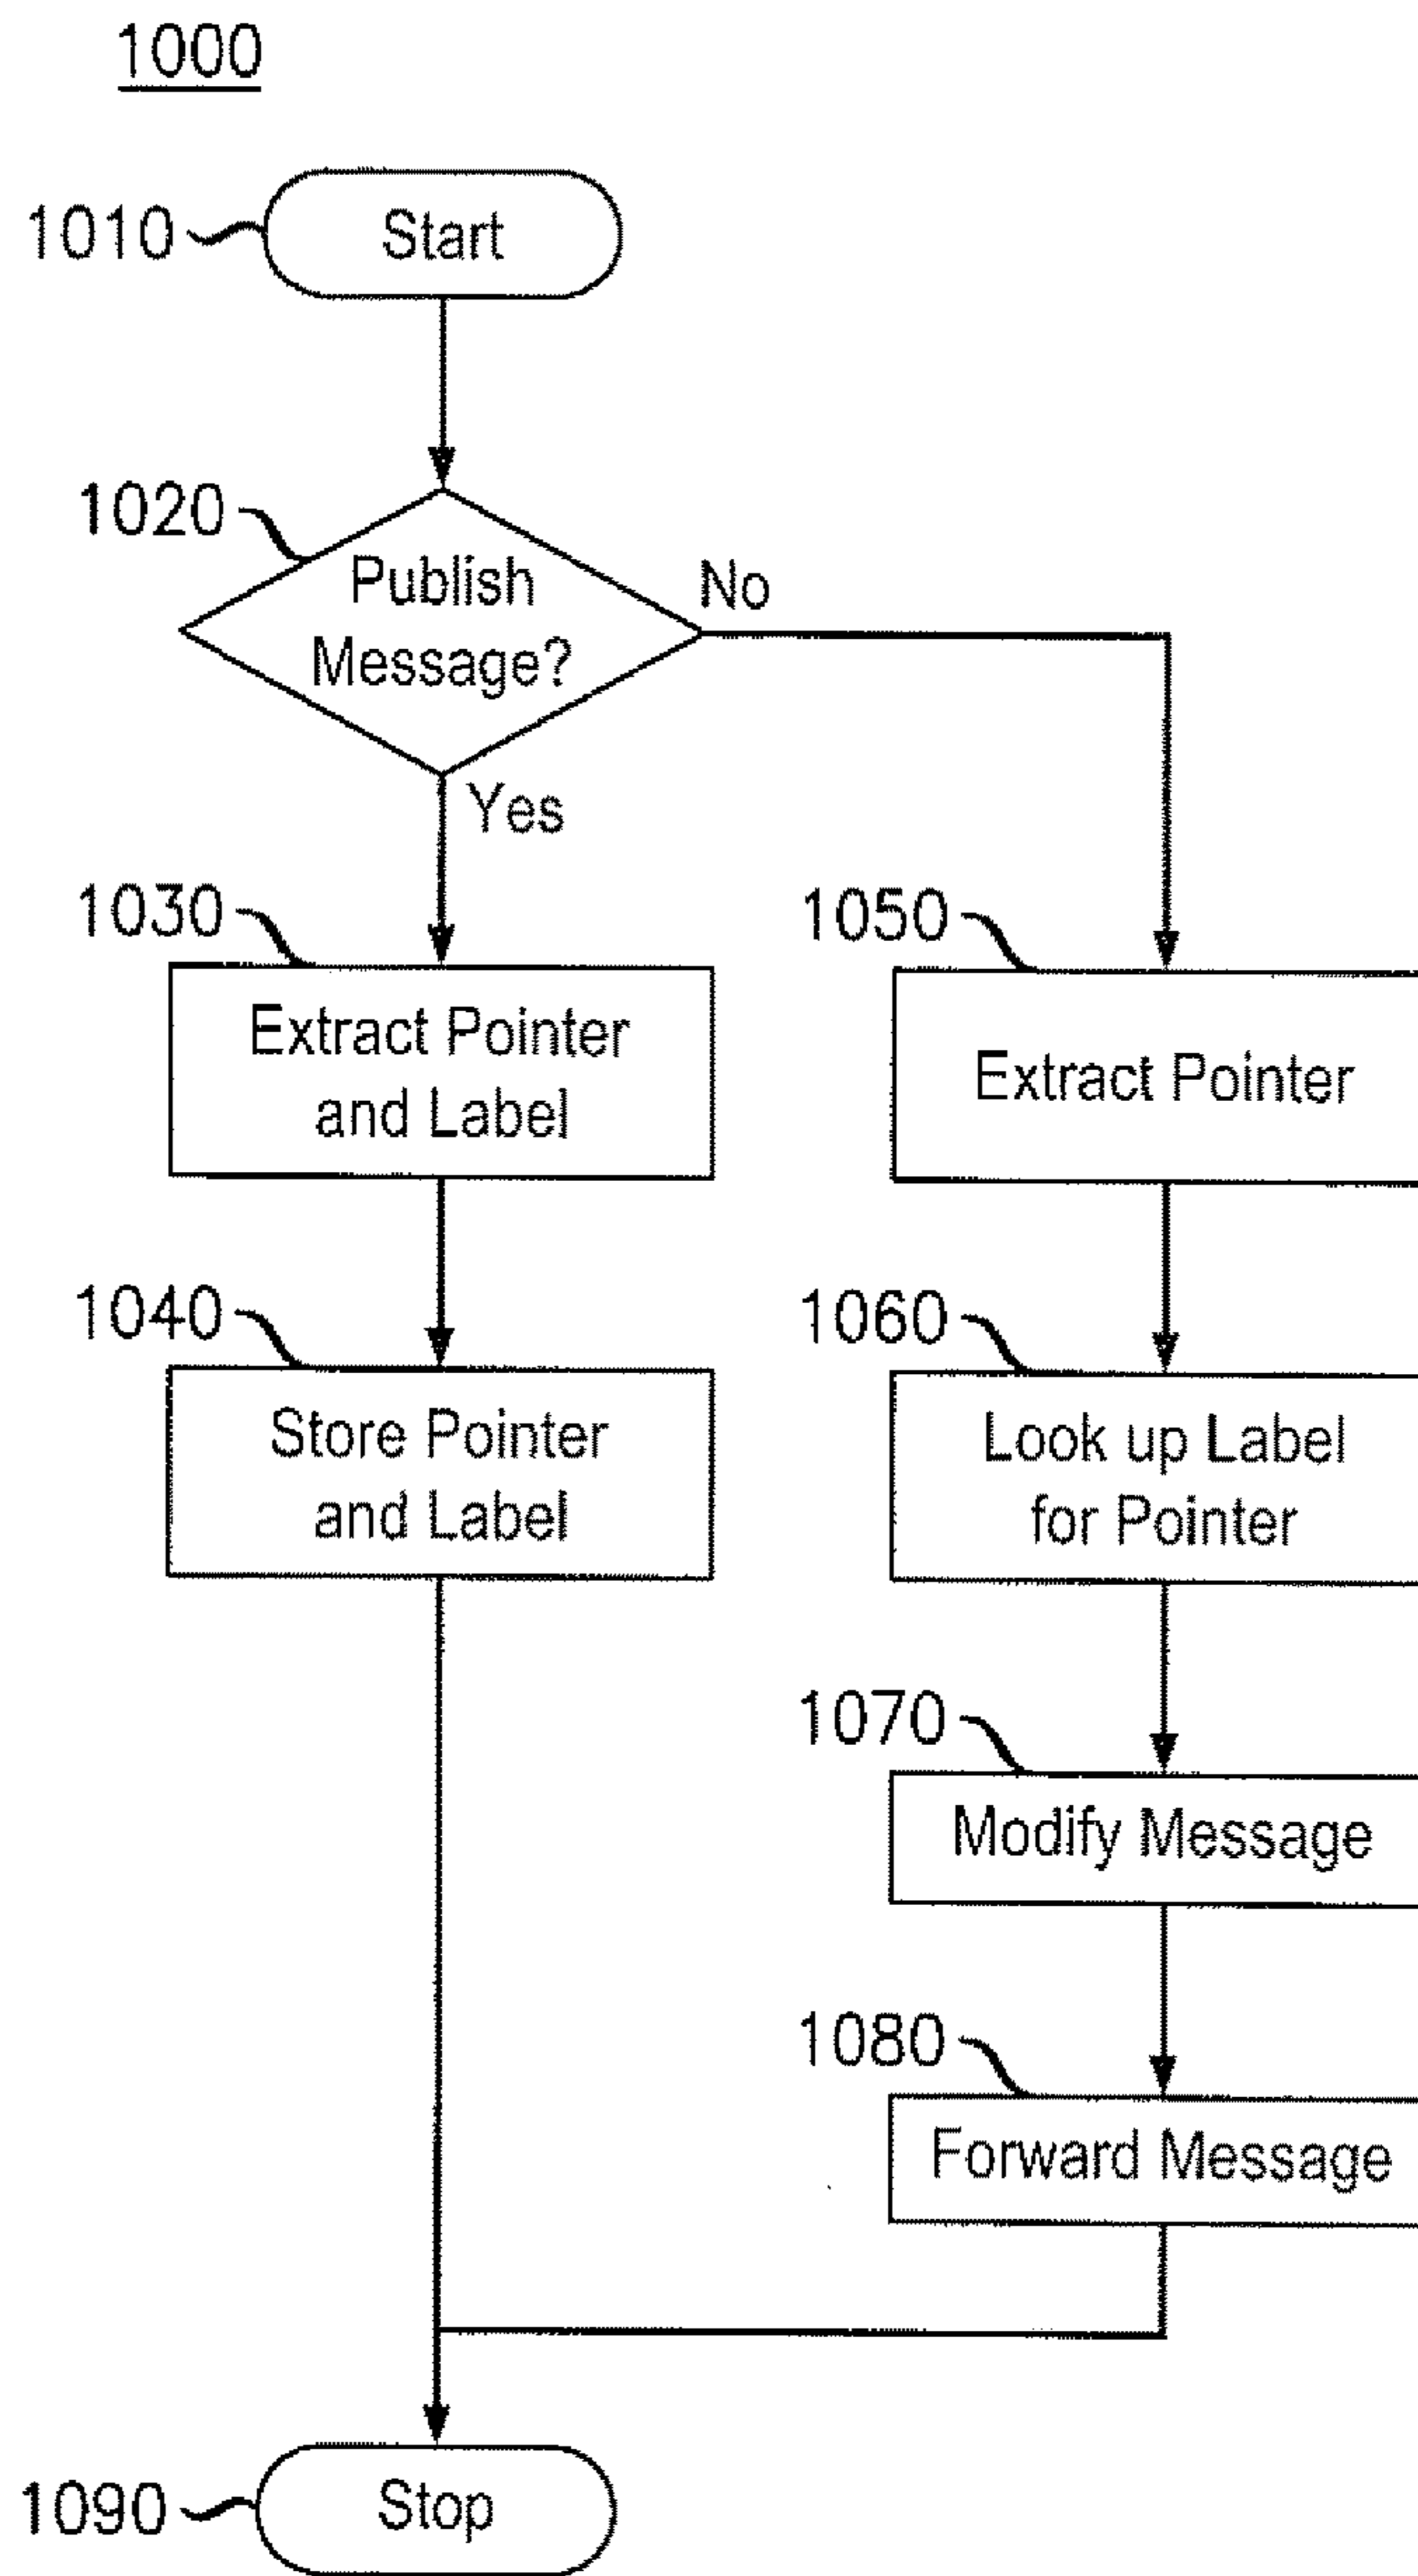 1000
1010
Start
1020
Publish
Message?
No
Yes
1030
Extract Pointer
and Label
1050
Extract Pointer
1040
Store Pointer
and Label
1060
Look up Label
for Pointer
1070
Modify Message
1080
Forward Message
1090
Stop